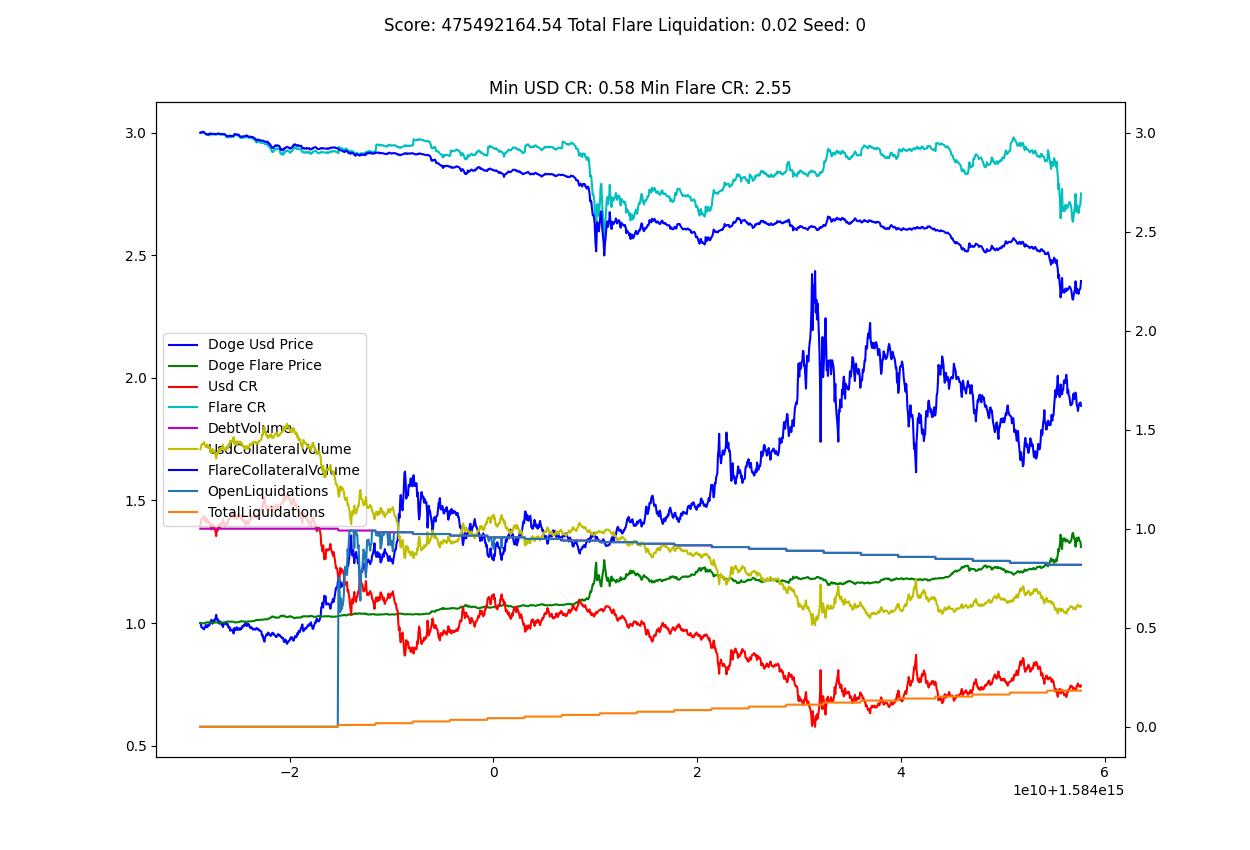 Score: 475492164.54 Total Flare Liquidation: 0.02 Seed: 0
Min USD CR: 0.58 Min Flare CR: 2.55
3.0
2.5
2.0
1.5
1.0
0.5
Doge Usd Price
Doge Flare Price
Usd CR
Flare CR
DebtVolume
UsdCollateralVolume
FlareCollateralVolume
OpenLiquidations
TotalLiquidations
3.0
2.5
2.0
1.5
1.0
0.5
0.0
−2 0 2 4 6
1e10+1.584e15